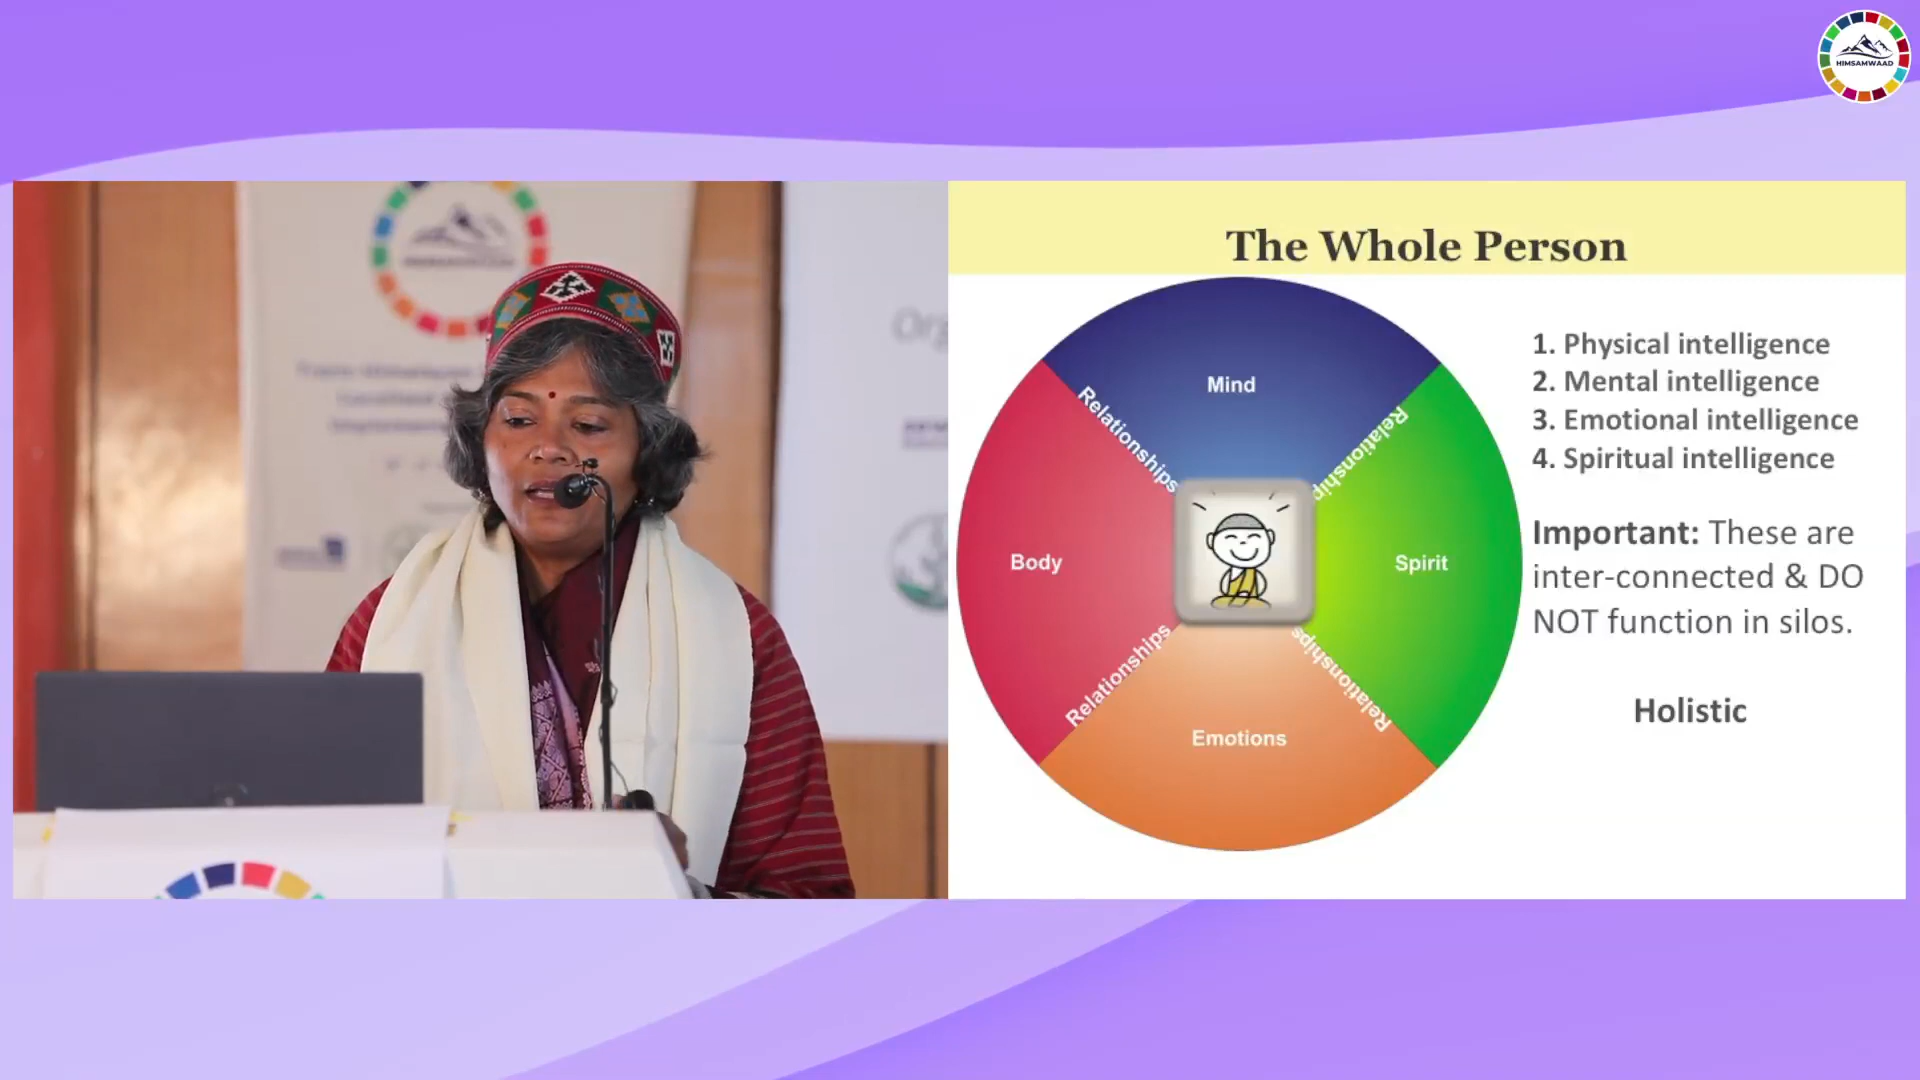 HIMSAMWAAD
The Whole Person
Mind
Relationships
Relationship
Body
Spirit
Relationships
Relationships
Emotions
1. Physical intelligence
2. Mental intelligence
3. Emotional intelligence
4. Spiritual intelligence
Important: These are
inter-connected & DO
NOT function in silos.
Holistic